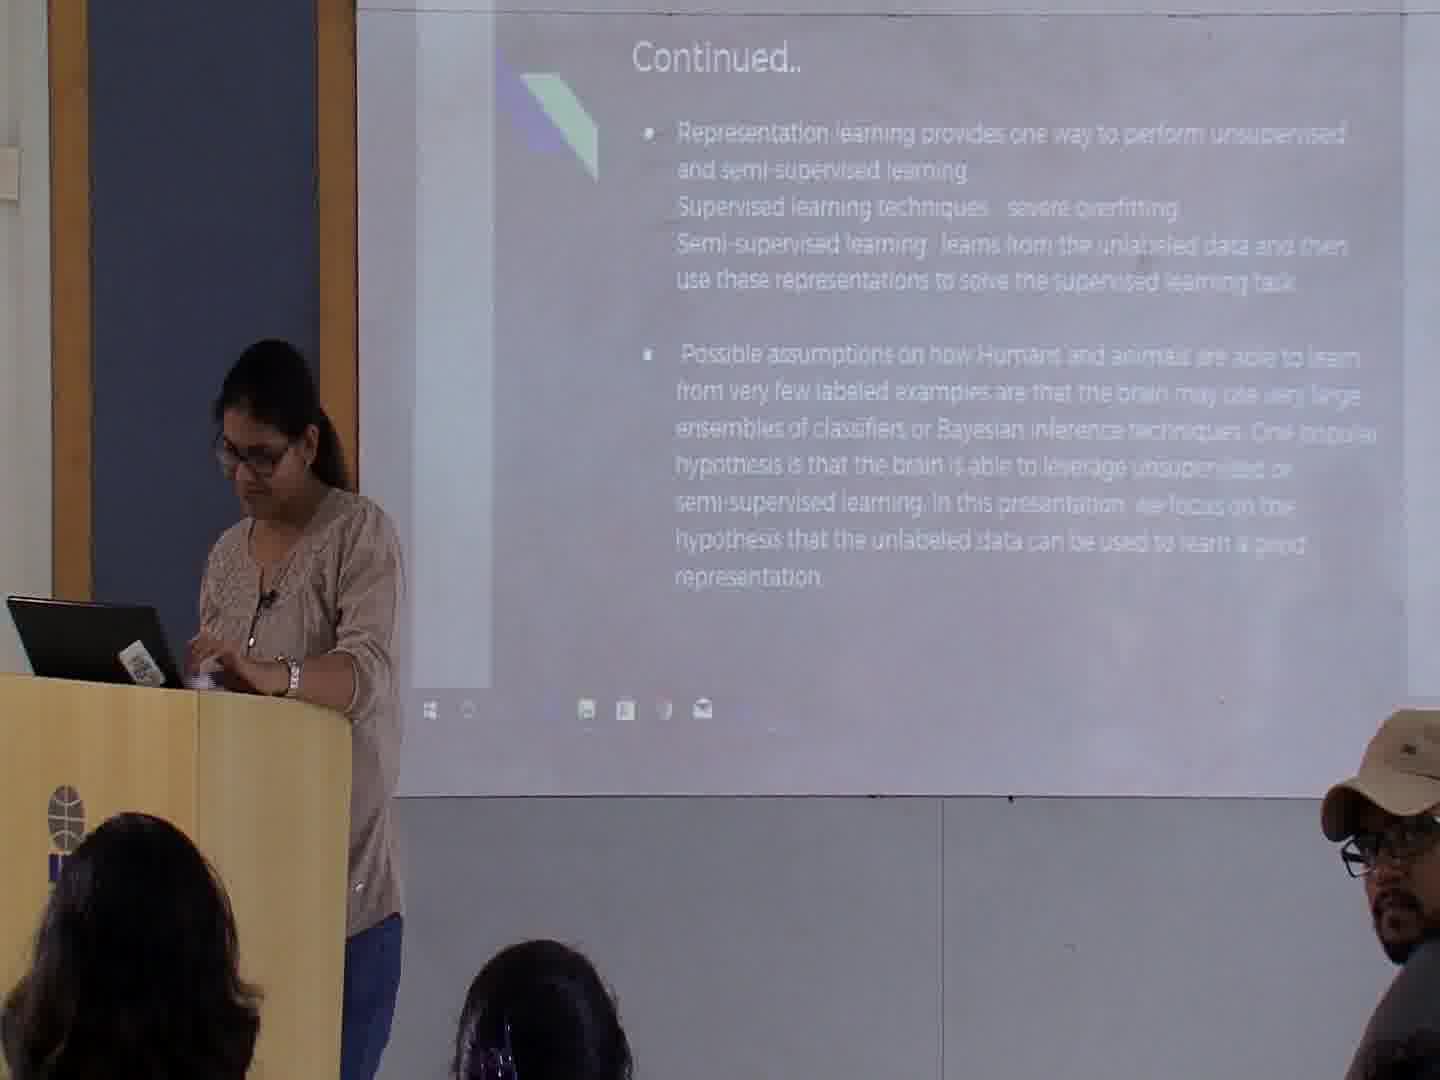 Continued..
Representation learning provides one way to perform unsupervised
and semi-supervised learning
Supervised learning techniques severe overfitting
Semi-supervised learning learns from the unlabeled data and then
use these representations to solve the supervised learning task
Possible assumptions on how Humans and animals are able to learn
from very few labeled examples are that the brain may use very large
ensembles of classifiers or Bayesian inference techniques. One popular
hypothesis is that the brain is able to leverage unsupervised or
semi-supervised learning. In this presentation, we focus on the
hypothesis that the unlabeled data can be used to learn a good
representation.